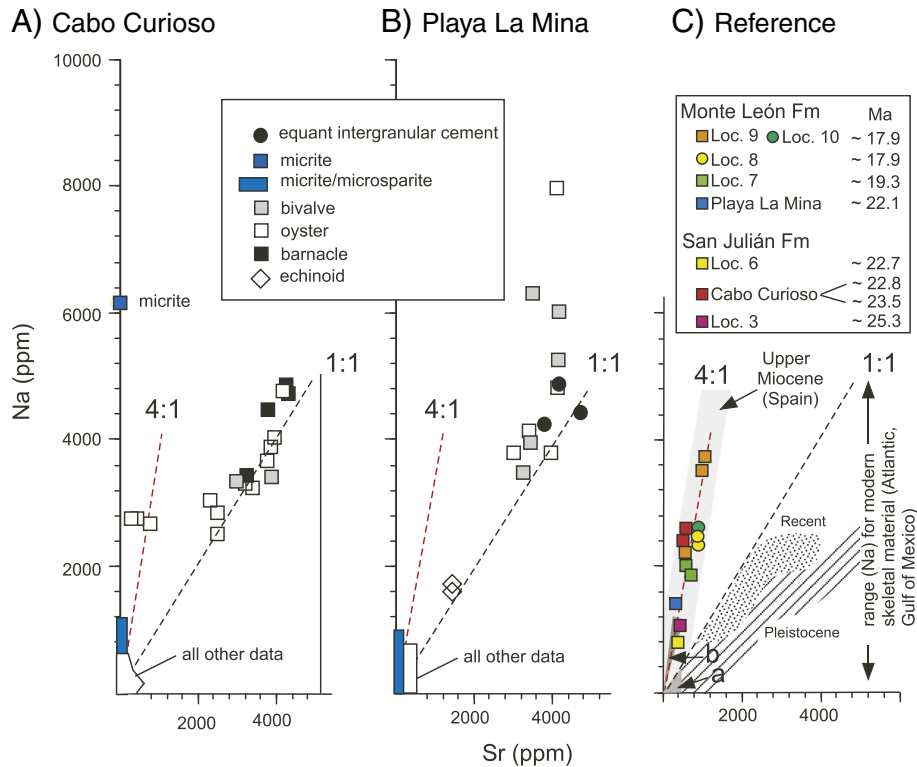 A) Cabo Curioso
B) Playa La Mina
C) Reference
10000
8000
6000
4000
2000
Na (ppm)
equant intergranular cement
micrite
micrite/microsparite
bivalve
oyster
barnacle
echinoid
micrite
4:1
1:1
all other data
2000
4000
4:1
1:1
all other data
2000
4000
Sr (ppm)
Monte León Fm
Ma
Loc. 9
Loc. 10
~ 17.9
Loc. 8
~ 17.9
Loc. 7
~ 19.3
Playa La Mina
~ 22.1
San Julián Fm
Loc. 6
~ 22.7
Cabo Curioso
~ 22.8
~ 23.5
Loc. 3
~ 25.3
4:1
Upper
Miocene
(Spain)
1:1
Recent
Pleistocene
b
a
range (Na) for modern
skeletal material (Atlantic,
Gulf of Mexico)
2000
4000